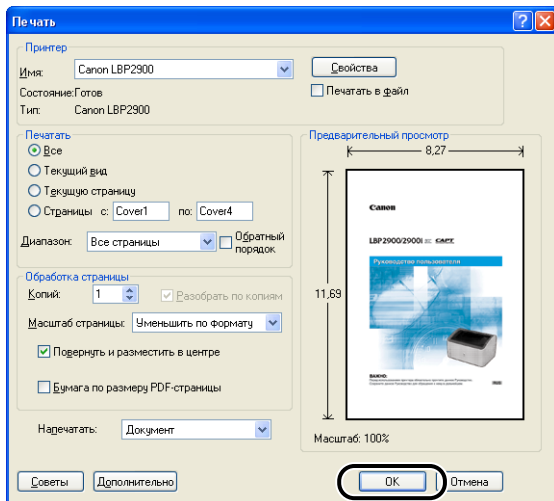 Печать
Принтер
Имя: Canon LBP2900
Свойства
Состояние: Готов
Печатать в файл
Тип: Canon LBP2900
Печатать
Все
Текущий вид
Текущую страницу
Страницы с: Cover1 по: Cover4
Диапазон: Все страницы
Обратный порядок
Обработка страницы
Копий: 1
Разобрать по копиям
Масштаб страницы: Уменьшить по формату
Повернуть и разместить в центре
Бумага по размеру PDF-страницы
Напечатать: Документ
Предварительный просмотр
8,27
11,69
Canon
LBP2900/2900i CAPT
Руководство пользователя
ВАЖНО:
Масштаб: 100%
Советы
Дополнительно
OK
Отмена